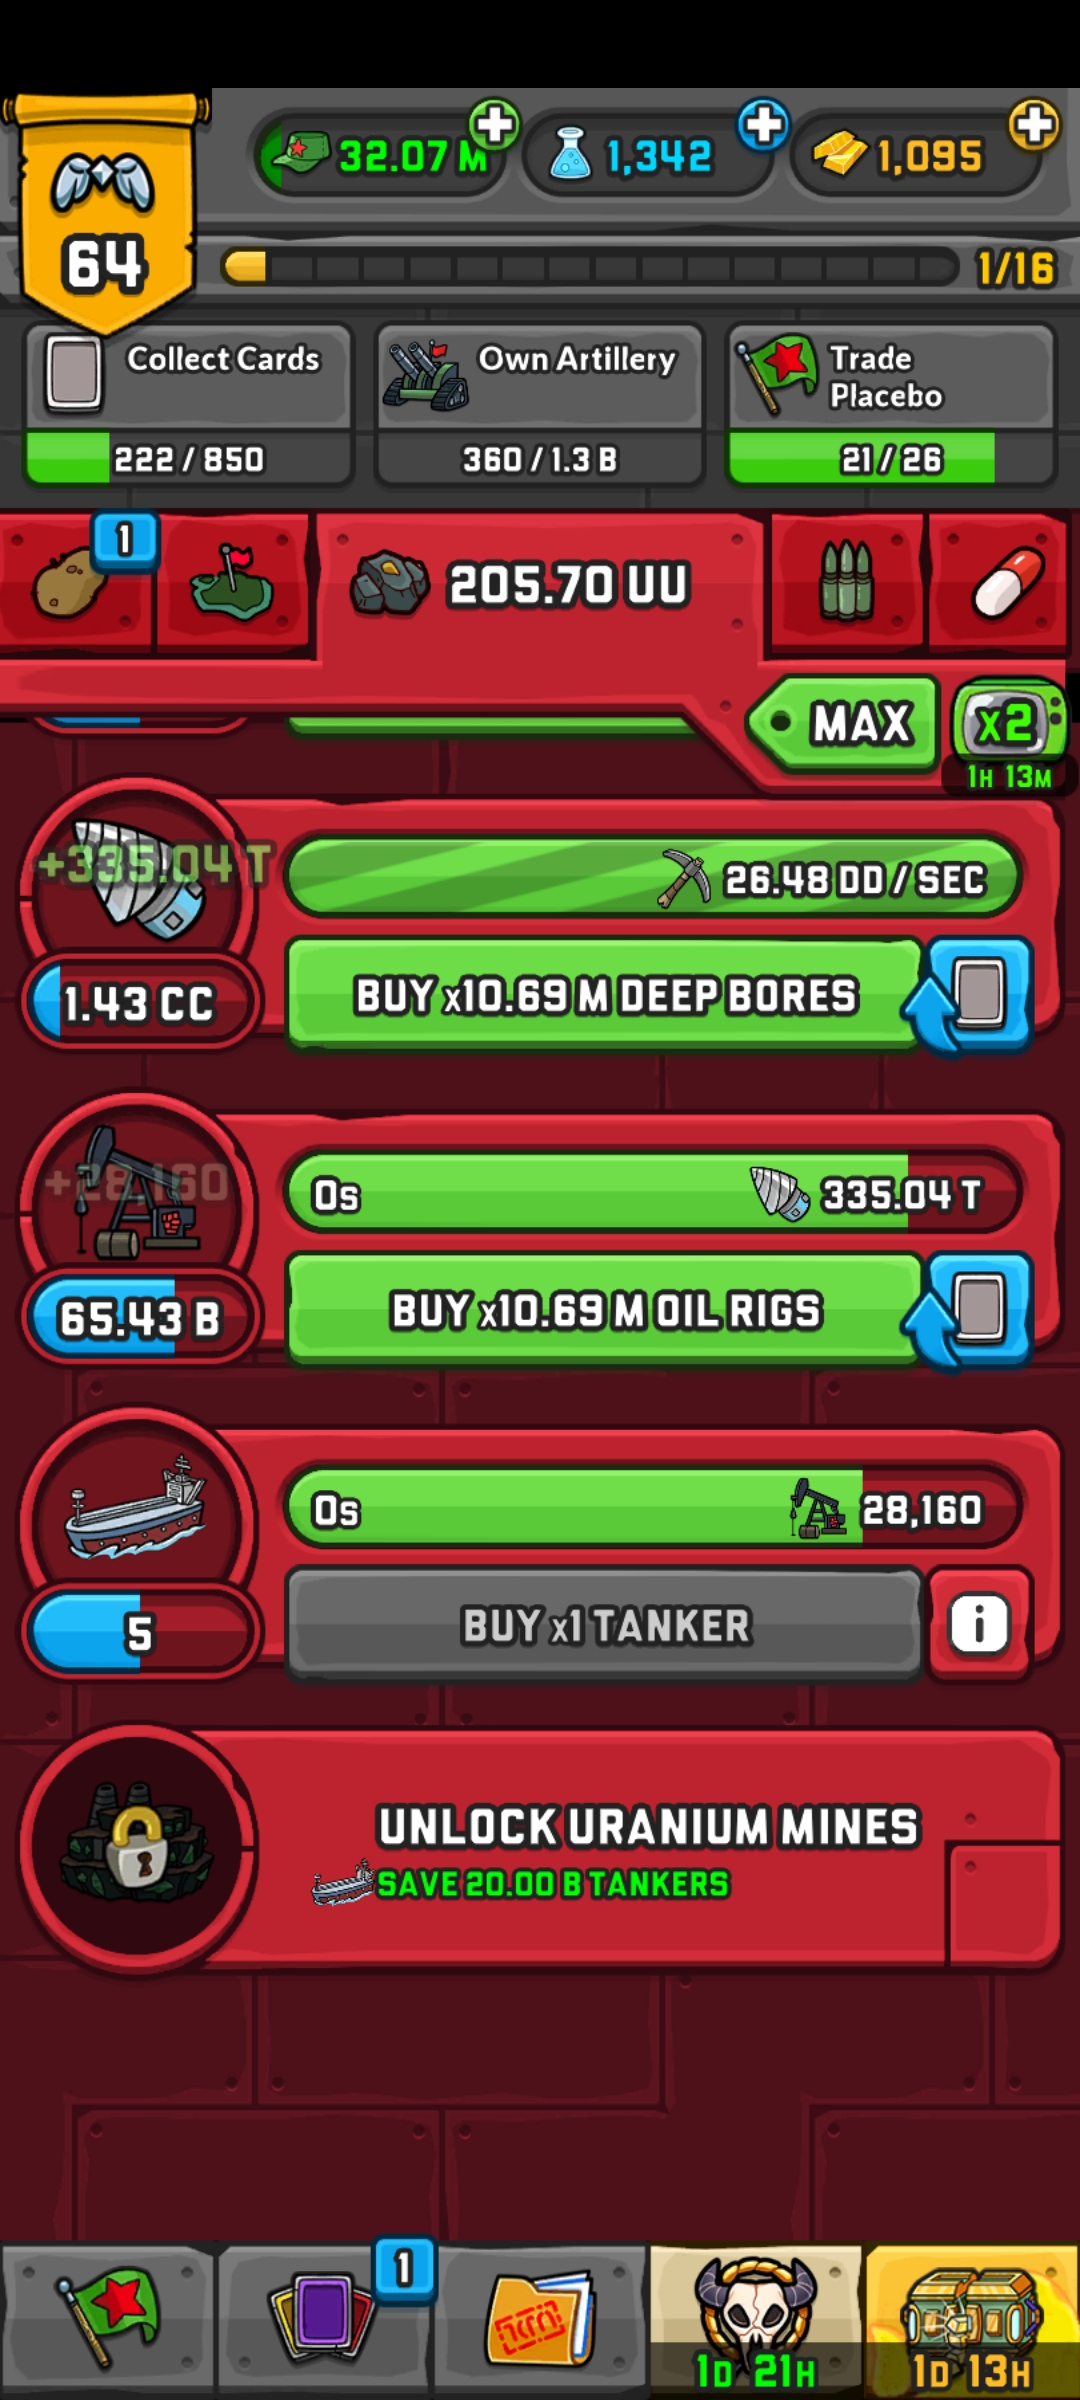 64
32.07 M
1,342
1,095
1/16
Collect Cards
222 / 850
Own Artillery
360 / 1.3 B
Trade
Placebo
21 / 26
1
205.70 UU
MAX
x2
1H 13M
+335.04 T
26.48 DD / SEC
1.43 CC
BUY x10.69 M DEEP BORES
+28,160
0s
335.04 T
65.43 B
BUY x10.69 M OIL RIGS
0s
28,160
5
BUY x1 TANKER
i
UNLOCK URANIUM MINES
SAVE 20.00 B TANKERS
1
1D 21H
1D 13H